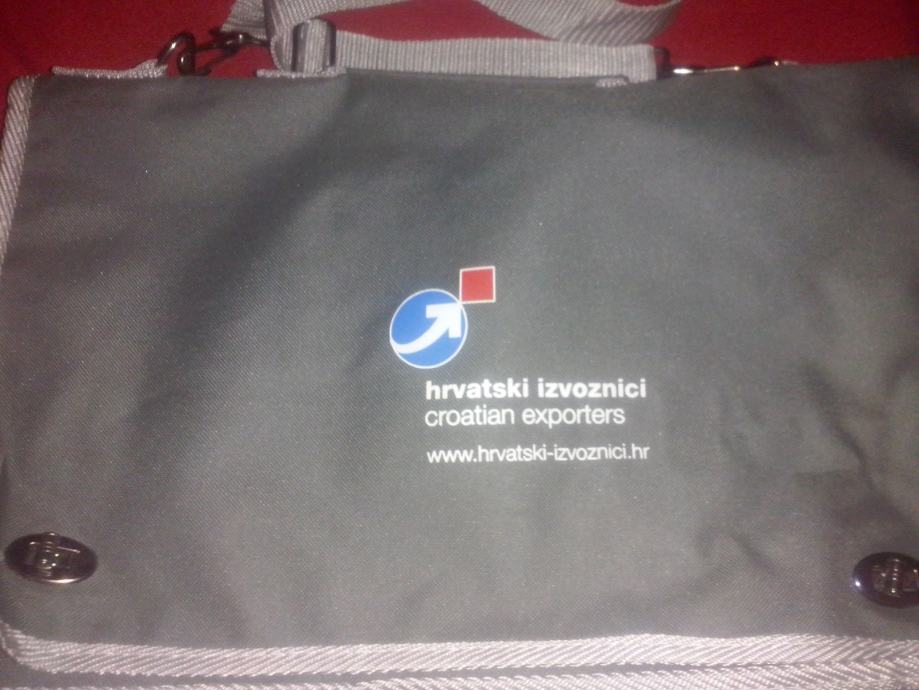 hrvatski izvoznici
croatian exporters
www.hrvatski-izvoznici.hr